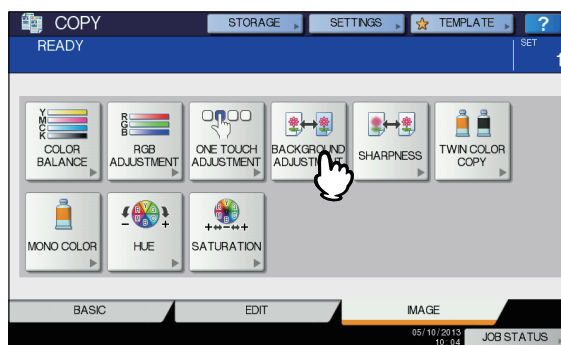 COPY
STORAGE
SETTINGS
TEMPLATE
?
READY
SET
1
Y
M
C
K
COLOR
BALANCE
R
G
B
RGB
ADJUSTMENT
ONE TOUCH
ADJUSTMENT
BACKGROUND
SHARPNESS
TWIN COLOR
COPY
MONO COLOR
HUE
SATURATION
BASIC
EDIT
IMAGE
05/10/2013
10:04
JOB STATUS